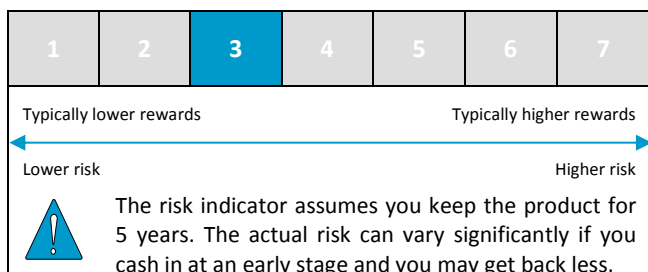 1 2 3 4 5 6 7
Typically lower rewards Typically higher rewards
Lower risk Higher risk
The risk indicator assumes you keep the product for
5 years. The actual risk can vary significantly if you
cash in at an early stage and you may get back less.